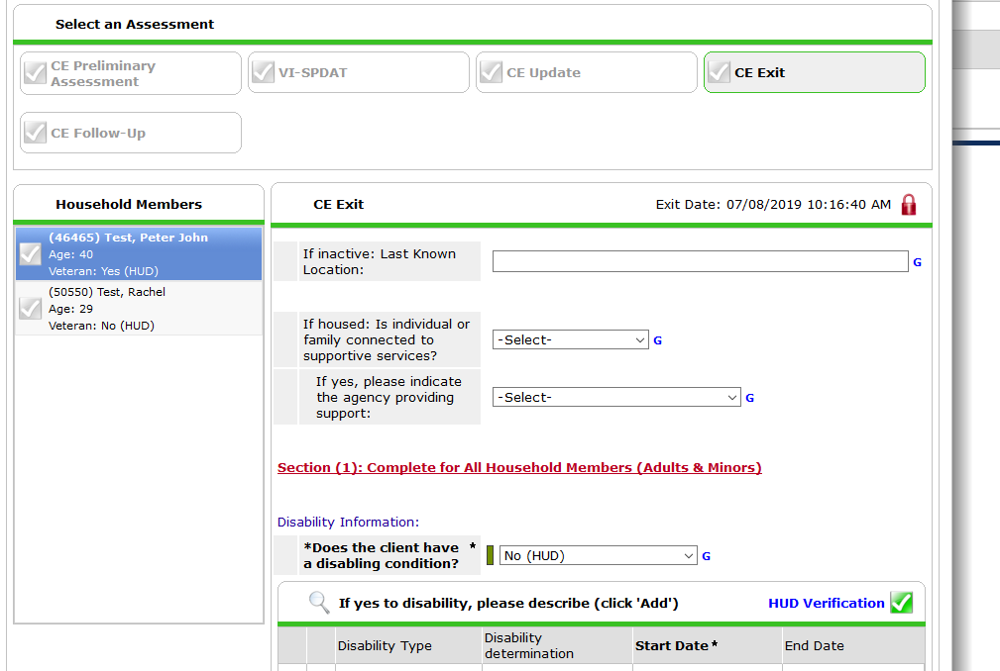 Select an Assessment
CE Preliminary
Assessment
VI-SPDAT
CE Update
CE Exit
CE Follow-Up
Household Members
(46465) Test, Peter John
Age: 40
Veteran: Yes (HUD)
(50550) Test, Rachel
Age: 29
Veteran: No (HUD)
CE Exit
Exit Date: 07/08/2019 10:16:40 AM
If inactive: Last Known
Location:
G
If housed: Is individual or
family connected to
supportive services?
-Select-
G
If yes, please indicate
the agency providing
support:
-Select-
G
Section (1): Complete for All Household Members (Adults & Minors)
Disability Information:
*Does the client have *
a disabling condition?
No (HUD)
G
If yes to disability, please describe (click 'Add')
HUD Verification
Disability Type
Disability
determination
Start Date*
End Date